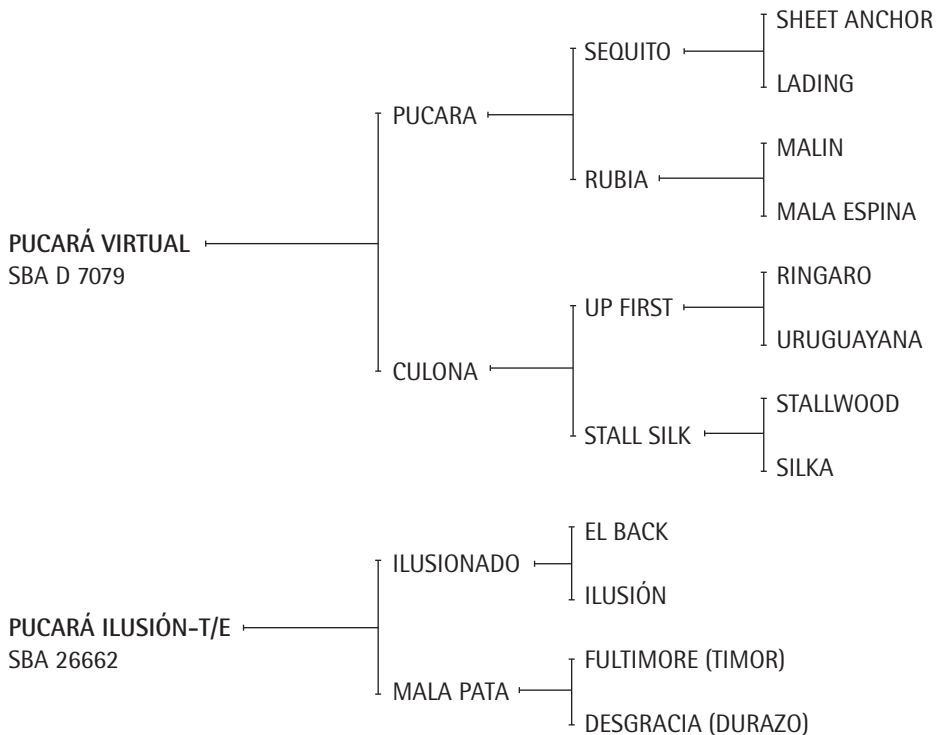 SHEET ANCHOR
SEQUITO
LADING
PUCARA
MALIN
RUBIA
MALA ESPINA
PUCARÁ VIRTUAL
SBA D 7079
RINGARO
UP FIRST
URUGUAYANA
CULONA
STALLWOOD
STALL SILK
SILKA
EL BACK
ILUSIONADO
ILUSIÓN
PUCARÁ ILUSIÓN-T/E
SBA 26662
FULTIMORE (TIMOR)
MALA PATA
DESGRACIA (DURAZO)